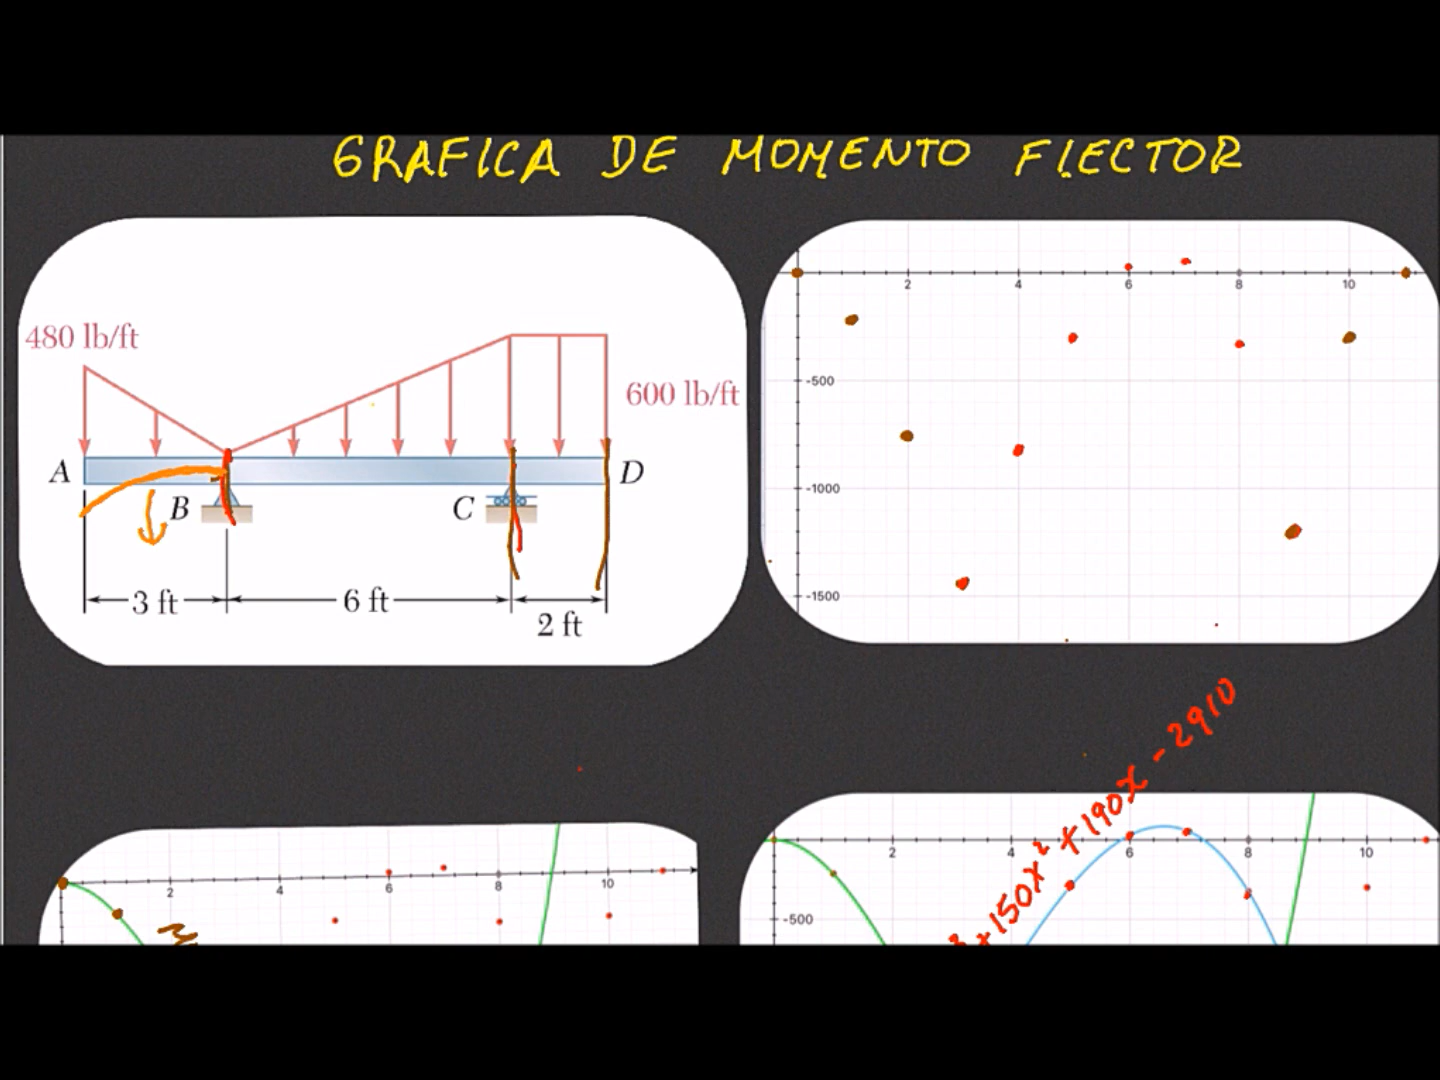 GRAFICA DE MOMENTO FLECTOR
480 lb/ft
600 lb/ft
A
B
C
D
3 ft
6 ft
2 ft
2 4 6 8 10
-500
-1000
-1500
+150X² + 190X - 2910
2 4 6 8 10
2 4 6 8 10
-500